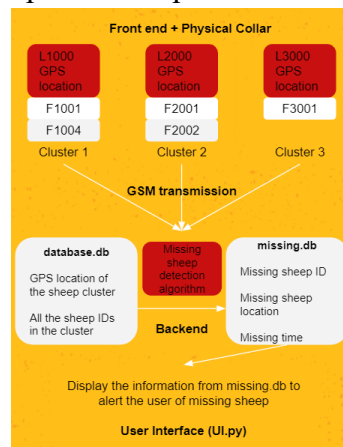 Front end + Physical Collar
L1000
GPS
location
L2000
GPS
location
L3000
GPS
location
F1001
F2001
F3001
F1004
F2002
Cluster 1
Cluster 2
Cluster 3
GSM transmission
database.db
GPS location of
the sheep cluster
All the sheep IDs
in the cluster
Missing
sheep
detection
algorithm
missing.db
Missing sheep ID
Missing sheep
location
Missing time
Backend
Display the information from missing.db to
alert the user of missing sheep
User Interface (UI.py)